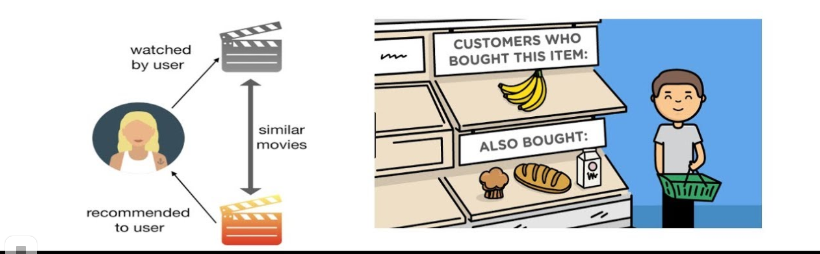 watched
by user
similar
movies
recommended
to user
CUSTOMERS WHO
BOUGHT THIS ITEM:
ALSO BOUGHT: